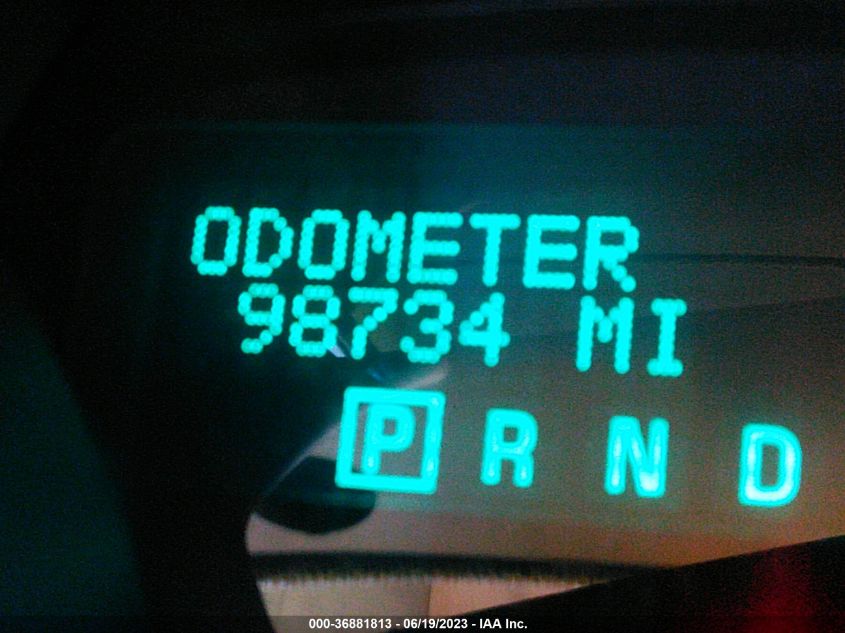 ODOMETER
98734 MI
P R N D
000-36881813 - 06/19/2023 - IAA Inc.